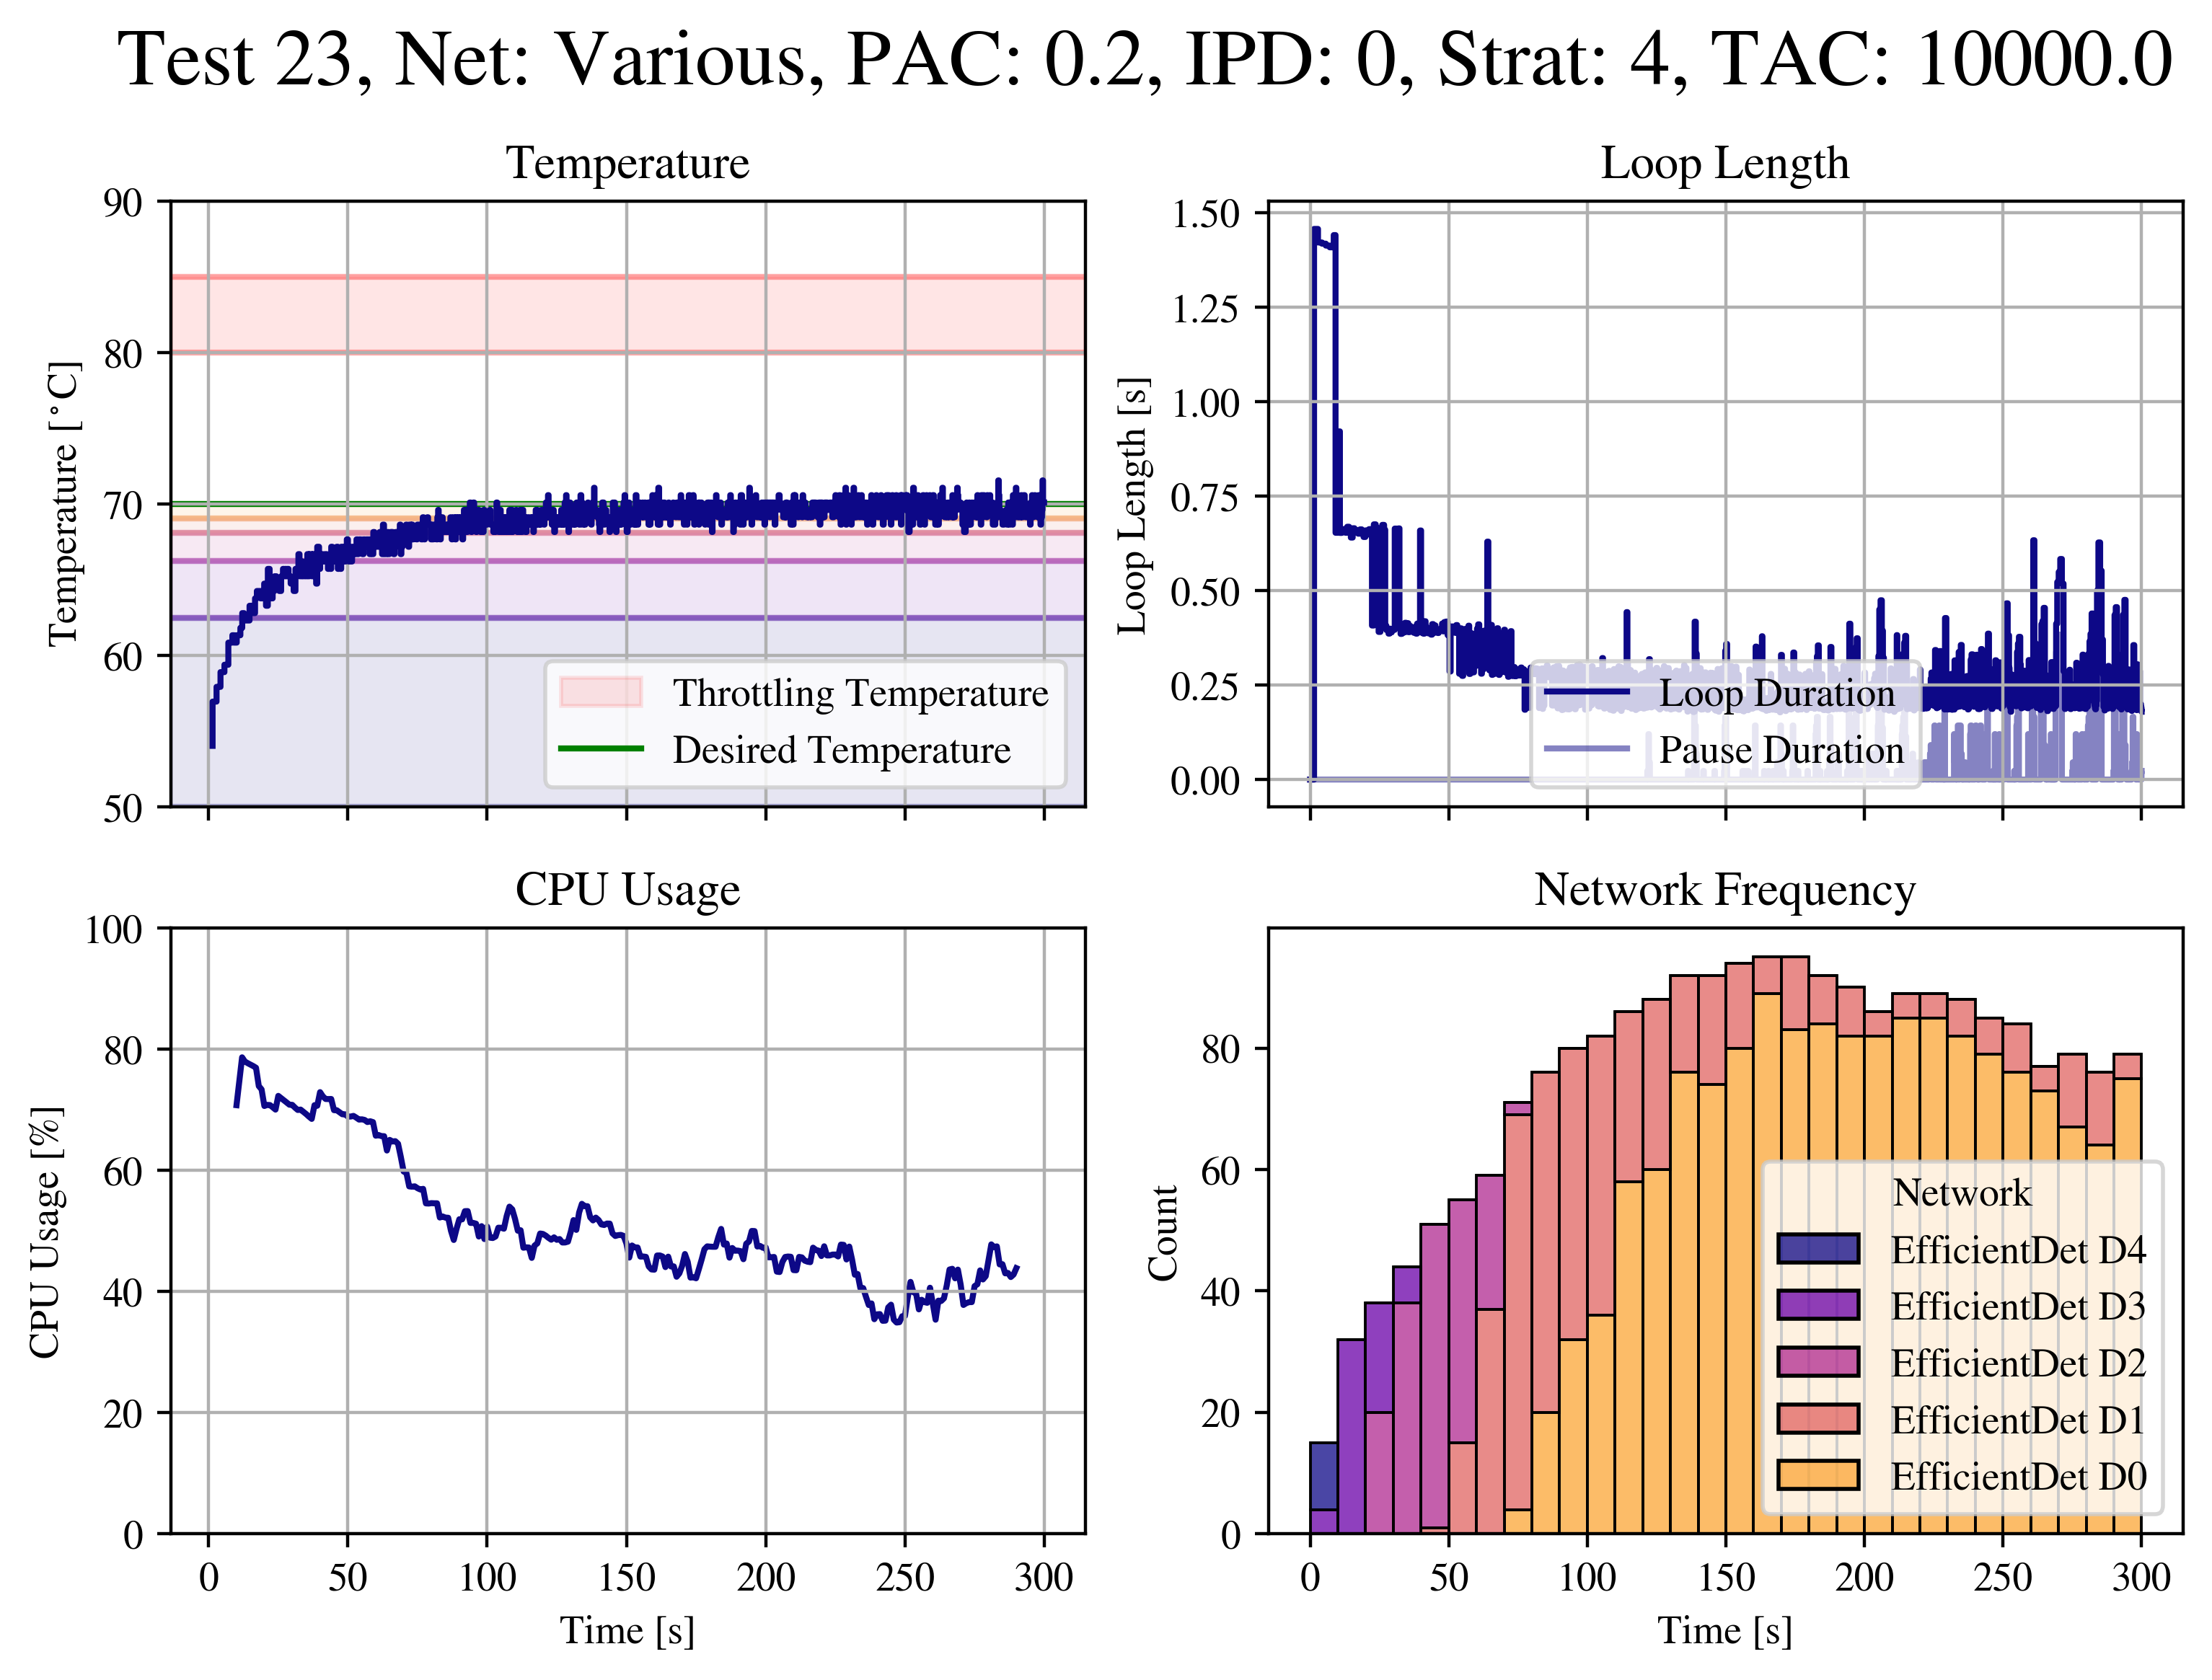 Test 23, Net: Various, PAC: 0.2, IPD: 0, Strat: 4, TAC: 10000.0
Temperature
90
80
70
60
50
Temperature [°C]
Throttling Temperature
Desired Temperature
Loop Length
1.50
1.25
1.00
0.75
0.50
0.25
0.00
Loop Length [s]
Loop Duration
Pause Duration
CPU Usage
100
80
60
40
20
0
CPU Usage [%]
0 50 100 150 200 250 300
Time [s]
Network Frequency
80
60
40
20
0
Count
Network
EfficientDet D4
EfficientDet D3
EfficientDet D2
EfficientDet D1
EfficientDet D0
0 50 100 150 200 250 300
Time [s]